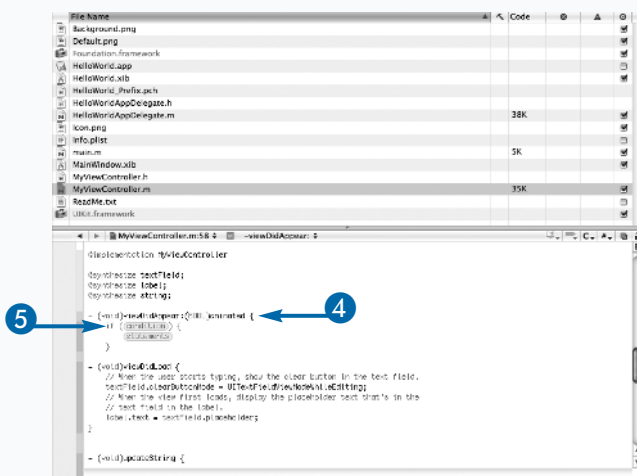 File Name Code
Background.png
Default.png
Foundation.framework
HelloWorld.app
HelloWorld.xib
HelloWorld_Prefix.pch
HelloWorldAppDelegate.h
HelloWorldAppDelegate.m 38K
Icon.png
Info.plist
main.m 5K
MainWindow.xib
MyViewController.h
MyViewController.m 35K
ReadMe.txt
UIKit.framework
MyViewController.m:58 -viewDidAppear:
@implementation MyViewController
@synthesize textField;
@synthesize label;
@synthesize string;
- (void)viewDidAppear:(BOOL)animated { 4
5 if (condition) {
statements
}
- (void)viewDidLoad {
// When the user starts typing, show the clear button in the text field.
textField.clearButtonMode = UITextFieldViewModeWhileEditing;
// When the view first loads, display the placeholder text that's in the
// text field in the label.
label.text = textField.placeholder;
}
- (void)updateString {